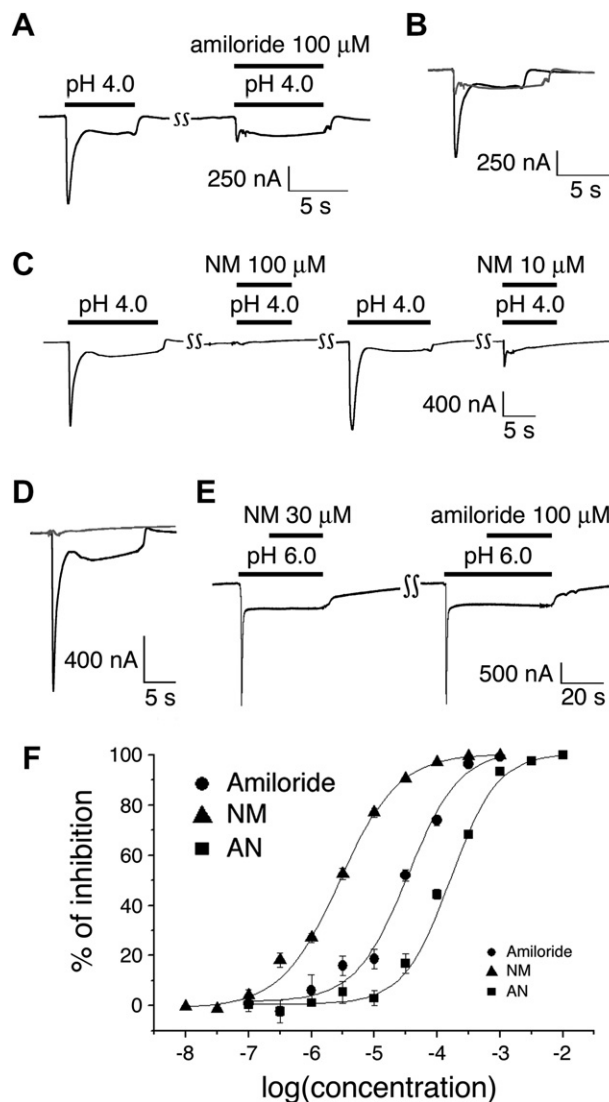 A
amiloride 100 μM
pH 4.0
pH 4.0
250 nA
5 s
B
250 nA
5 s
C
NM 100 μM
NM 10 μM
pH 4.0
pH 4.0
pH 4.0
pH 4.0
400 nA
5 s
D
400 nA
5 s
E
NM 30 μM
amiloride 100 μM
pH 6.0
pH 6.0
500 nA
20 s
F
% of inhibition
100
80
60
40
20
0
Amiloride
NM
AN
Amiloride
NM
AN
-8 -7 -6 -5 -4 -3 -2
log(concentration)